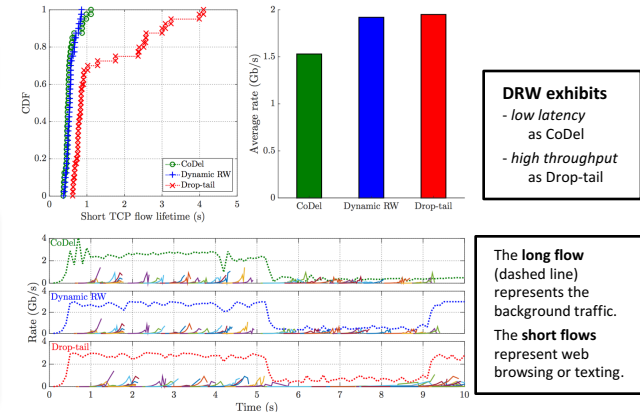 1
0.8
0.6
0.4
0.2
0
CDF
0 1 2 3 4 5
Short TCP flow lifetime (s)
CoDel
Dynamic RW
Drop-tail
2
1.5
1
0.5
0
Average rate (Gb/s)
CoDel Dynamic RW Drop-tail
DRW exhibits
- low latency
as CoDel
- high throughput
as Drop-tail
Rate (Gb/s)
4
2
0
CoDel
4
2
0
Dynamic RW
4
2
0
Drop-tail
0 1 2 3 4 5 6 7 8 9 10
Time (s)
The long flow
(dashed line)
represents the
background traffic.
The short flows
represent web
browsing or texting.